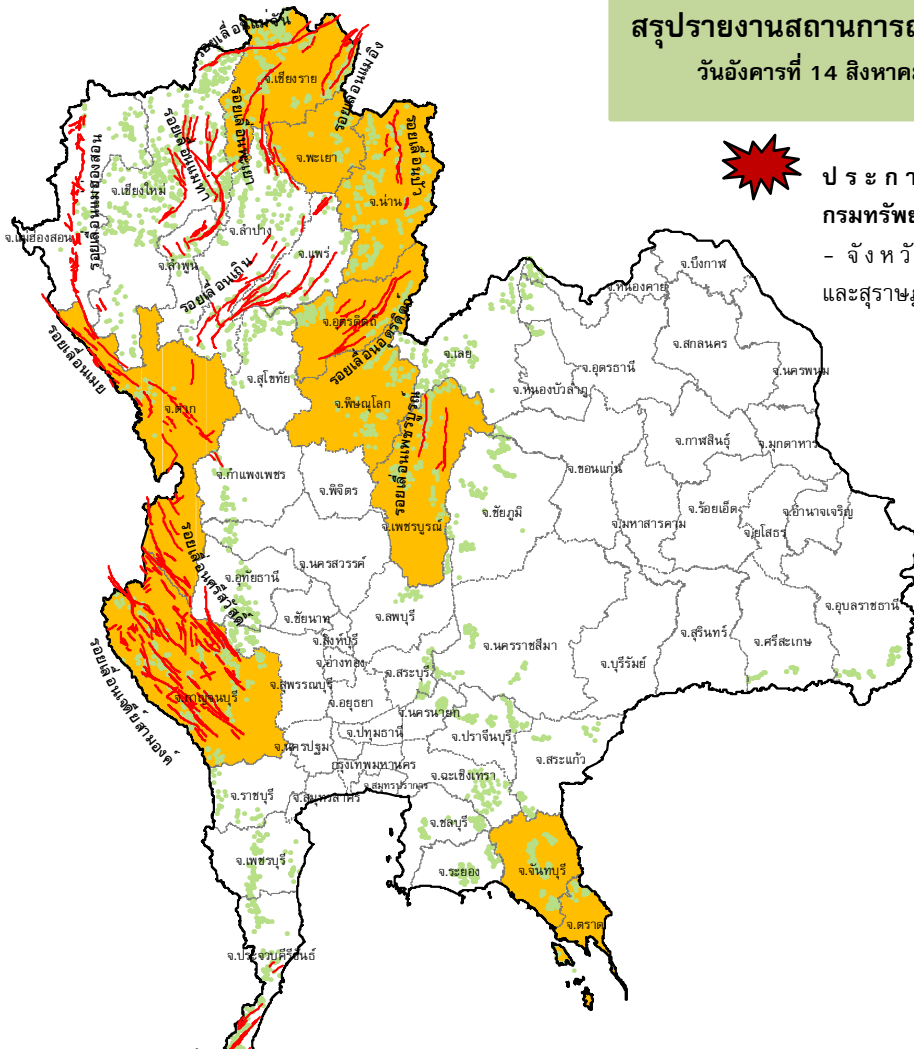 สรุปรายงานสถานการณ์
วันอังคารที่ 14 สิงหาคม
ประกา
กรมทรัพย
- จังหวั
และสุราษฎ
รอยเลื่อนแม่จัน
จ.เชียงราย
รอยเลื่อนแม่อิง
รอยเลื่อนพะเยา
จ.พะเยา
รอยเลื่อนปัว
จ.น่าน
รอยเลื่อนแม่ทา
จ.เชียงใหม่
รอยเลื่อนแม่ฮ่องสอน
จ.แม่ฮ่องสอน
จ.ลำปาง
จ.ลำพูน
จ.แพร่
รอยเลื่อนเถิน
จ.อุตรดิตถ์
รอยเลื่อนอุตรดิตถ์
รอยเลื่อนเมย
จ.ตาก
จ.สุโขทัย
จ.พิษณุโลก
จ.เลย
จ.หนองคาย
จ.บึงกาฬ
จ.สกลนคร
จ.อุดรธานี
จ.นครพนม
จ.หนองบัวลำภู
รอยเลื่อนเพชรบูรณ์
จ.เพชรบูรณ์
จ.กำแพงเพชร
จ.พิจิตร
จ.ชัยภูมิ
จ.ขอนแก่น
จ.กาฬสินธุ์
จ.มุกดาหาร
จ.มหาสารคาม
จ.ร้อยเอ็ด
จ.ยโสธร
จ.อำนาจเจริญ
จ.อุบลราชธานี
รอยเลื่อนศรีสวัสดิ์
จ.อุทัยธานี
จ.นครสวรรค์
จ.ชัยนาท
จ.ลพบุรี
จ.สิงห์บุรี
จ.อ่างทอง
จ.สระบุรี
จ.นครราชสีมา
จ.บุรีรัมย์
จ.สุรินทร์
จ.ศรีสะเกษ
รอยเลื่อนเจดีย์สามองค์
จ.กาญจนบุรี
จ.สุพรรณบุรี
จ.อยุธยา
จ.นครนายก
จ.ปทุมธานี
จ.ปราจีนบุรี
จ.สระแก้ว
จ.นครปฐม
กรุงเทพมหานคร
จ.ฉะเชิงเทรา
จ.สมุทรปราการ
จ.สมุทรสาคร
จ.ราชบุรี
จ.ชลบุรี
จ.เพชรบุรี
จ.ระยอง
จ.จันทบุรี
จ.ตราด
จ.ประจวบคีรีขันธ์